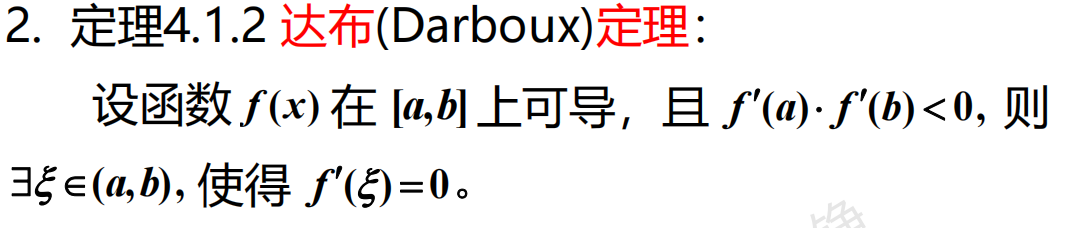 2. 定理4.1.2 达布(Darboux)定理：
设函数 f(x) 在 [a,b] 上可导，且 f′(a)· f′(b)<0, 则
∃ξ∈(a,b), 使得 f′(ξ)=0。